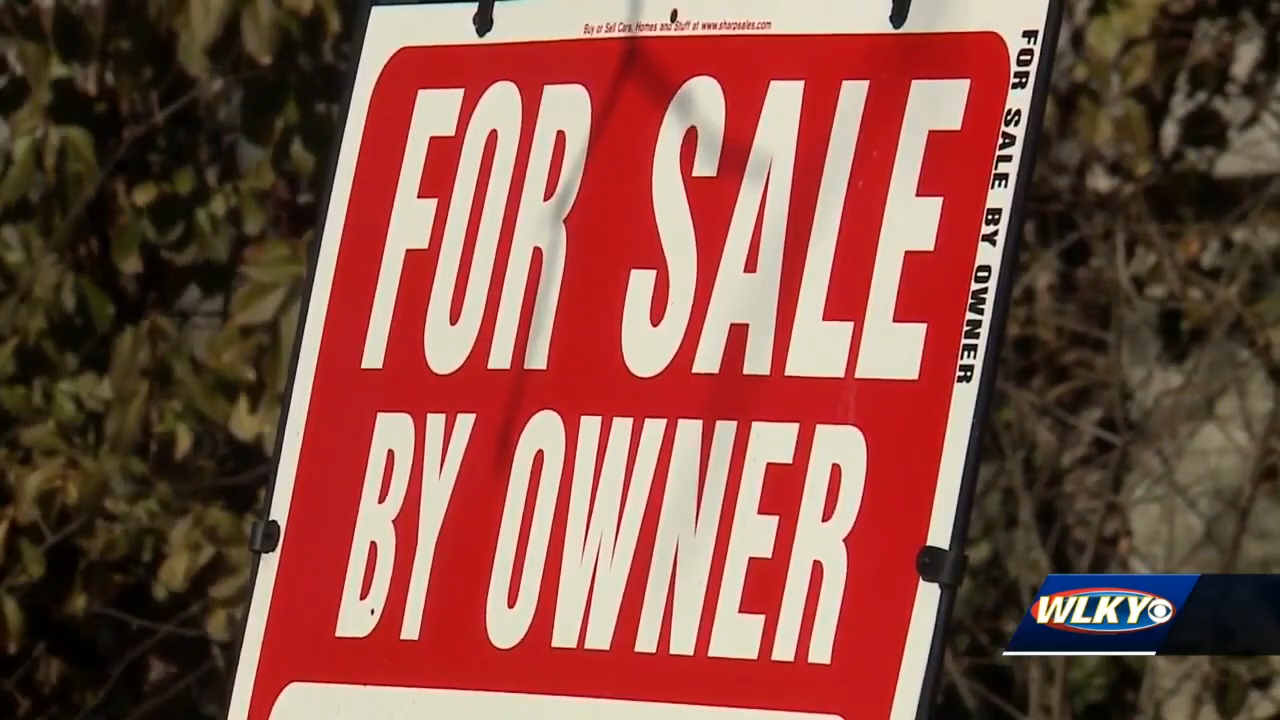 Buy or Sell Cars, Homes and Stuff at www.sharpsales.com
FOR SALE
BY OWNER
FOR SALE BY OWNER
WLKY